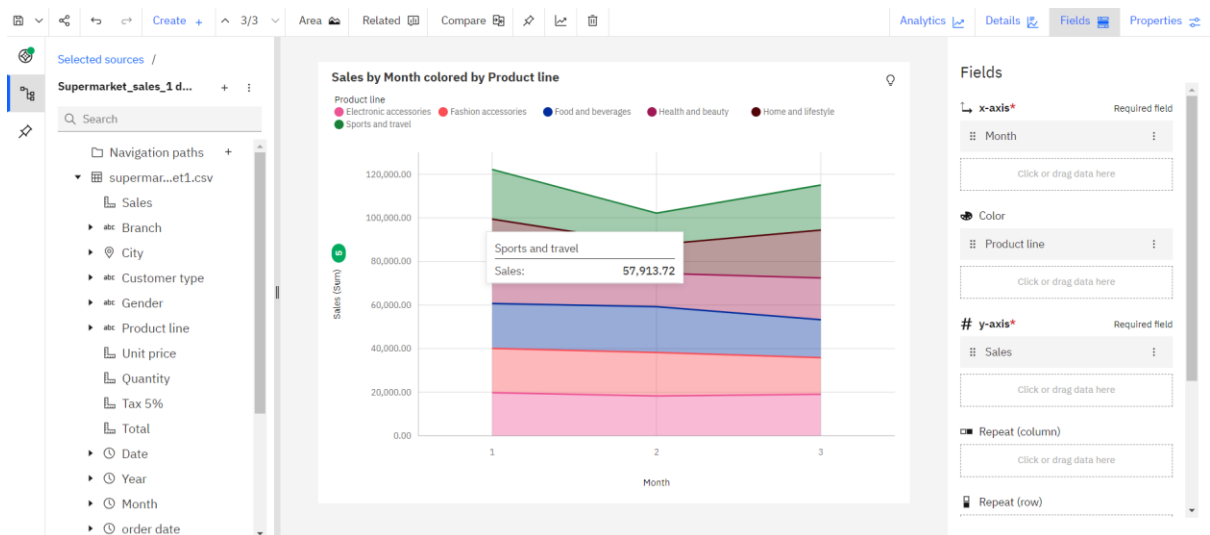 Create + 3/3 Area Related Compare Analytics Details Fields Properties
Selected sources /
Supermarket_sales_1 d... + 
Search
Navigation paths +
supermar...et1.csv
Sales
abc Branch
City
abc Customer type
abc Gender
abc Product line
Unit price
Quantity
Tax 5%
Total
Date
Year
Month
order date
Sales by Month colored by Product line
Product line
Electronic accessories Fashion accessories Food and beverages Health and beauty Home and lifestyle
Sports and travel
120,000.00
100,000.00
80,000.00
60,000.00
40,000.00
20,000.00
0.00
Sales (Sum)
5
Sports and travel
Sales: 57,913.72
1 2 3
Month
Fields
x-axis* Required field
Month
Click or drag data here
Color
Product line
Click or drag data here
# y-axis* Required field
Sales
Click or drag data here
Repeat (column)
Click or drag data here
Repeat (row)